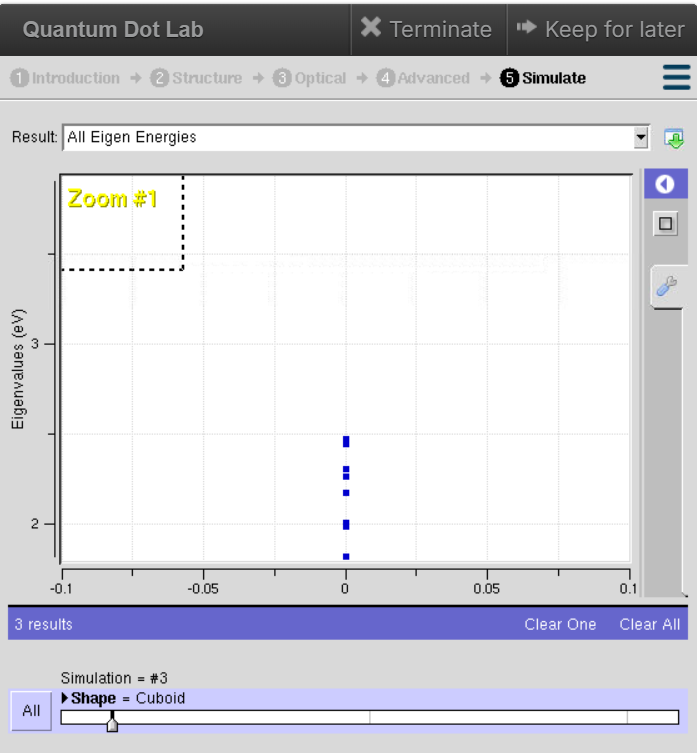 Quantum Dot Lab Terminate Keep for later
1 Introduction 2 Structure 3 Optical 4 Advanced 5 Simulate
Result: All Eigen Energies
Zoom #1
Eigenvalues (eV)
3
2
-0.1 -0.05 0 0.05 0.1
3 results Clear One Clear All
Simulation = #3
All Shape = Cuboid